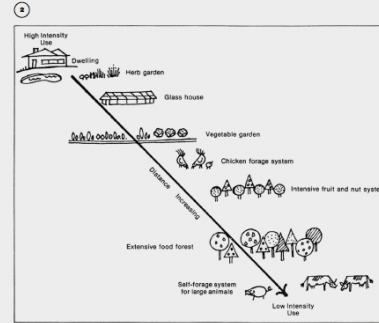 2
High Intensity
Use
Dwelling
Herb garden
Glass house
Vegetable garden
Chicken forage system
Distance Increasing
Intensive fruit and nut syste
Extensive food forest
Self-forage system
for large animals
Low Intensity
Use